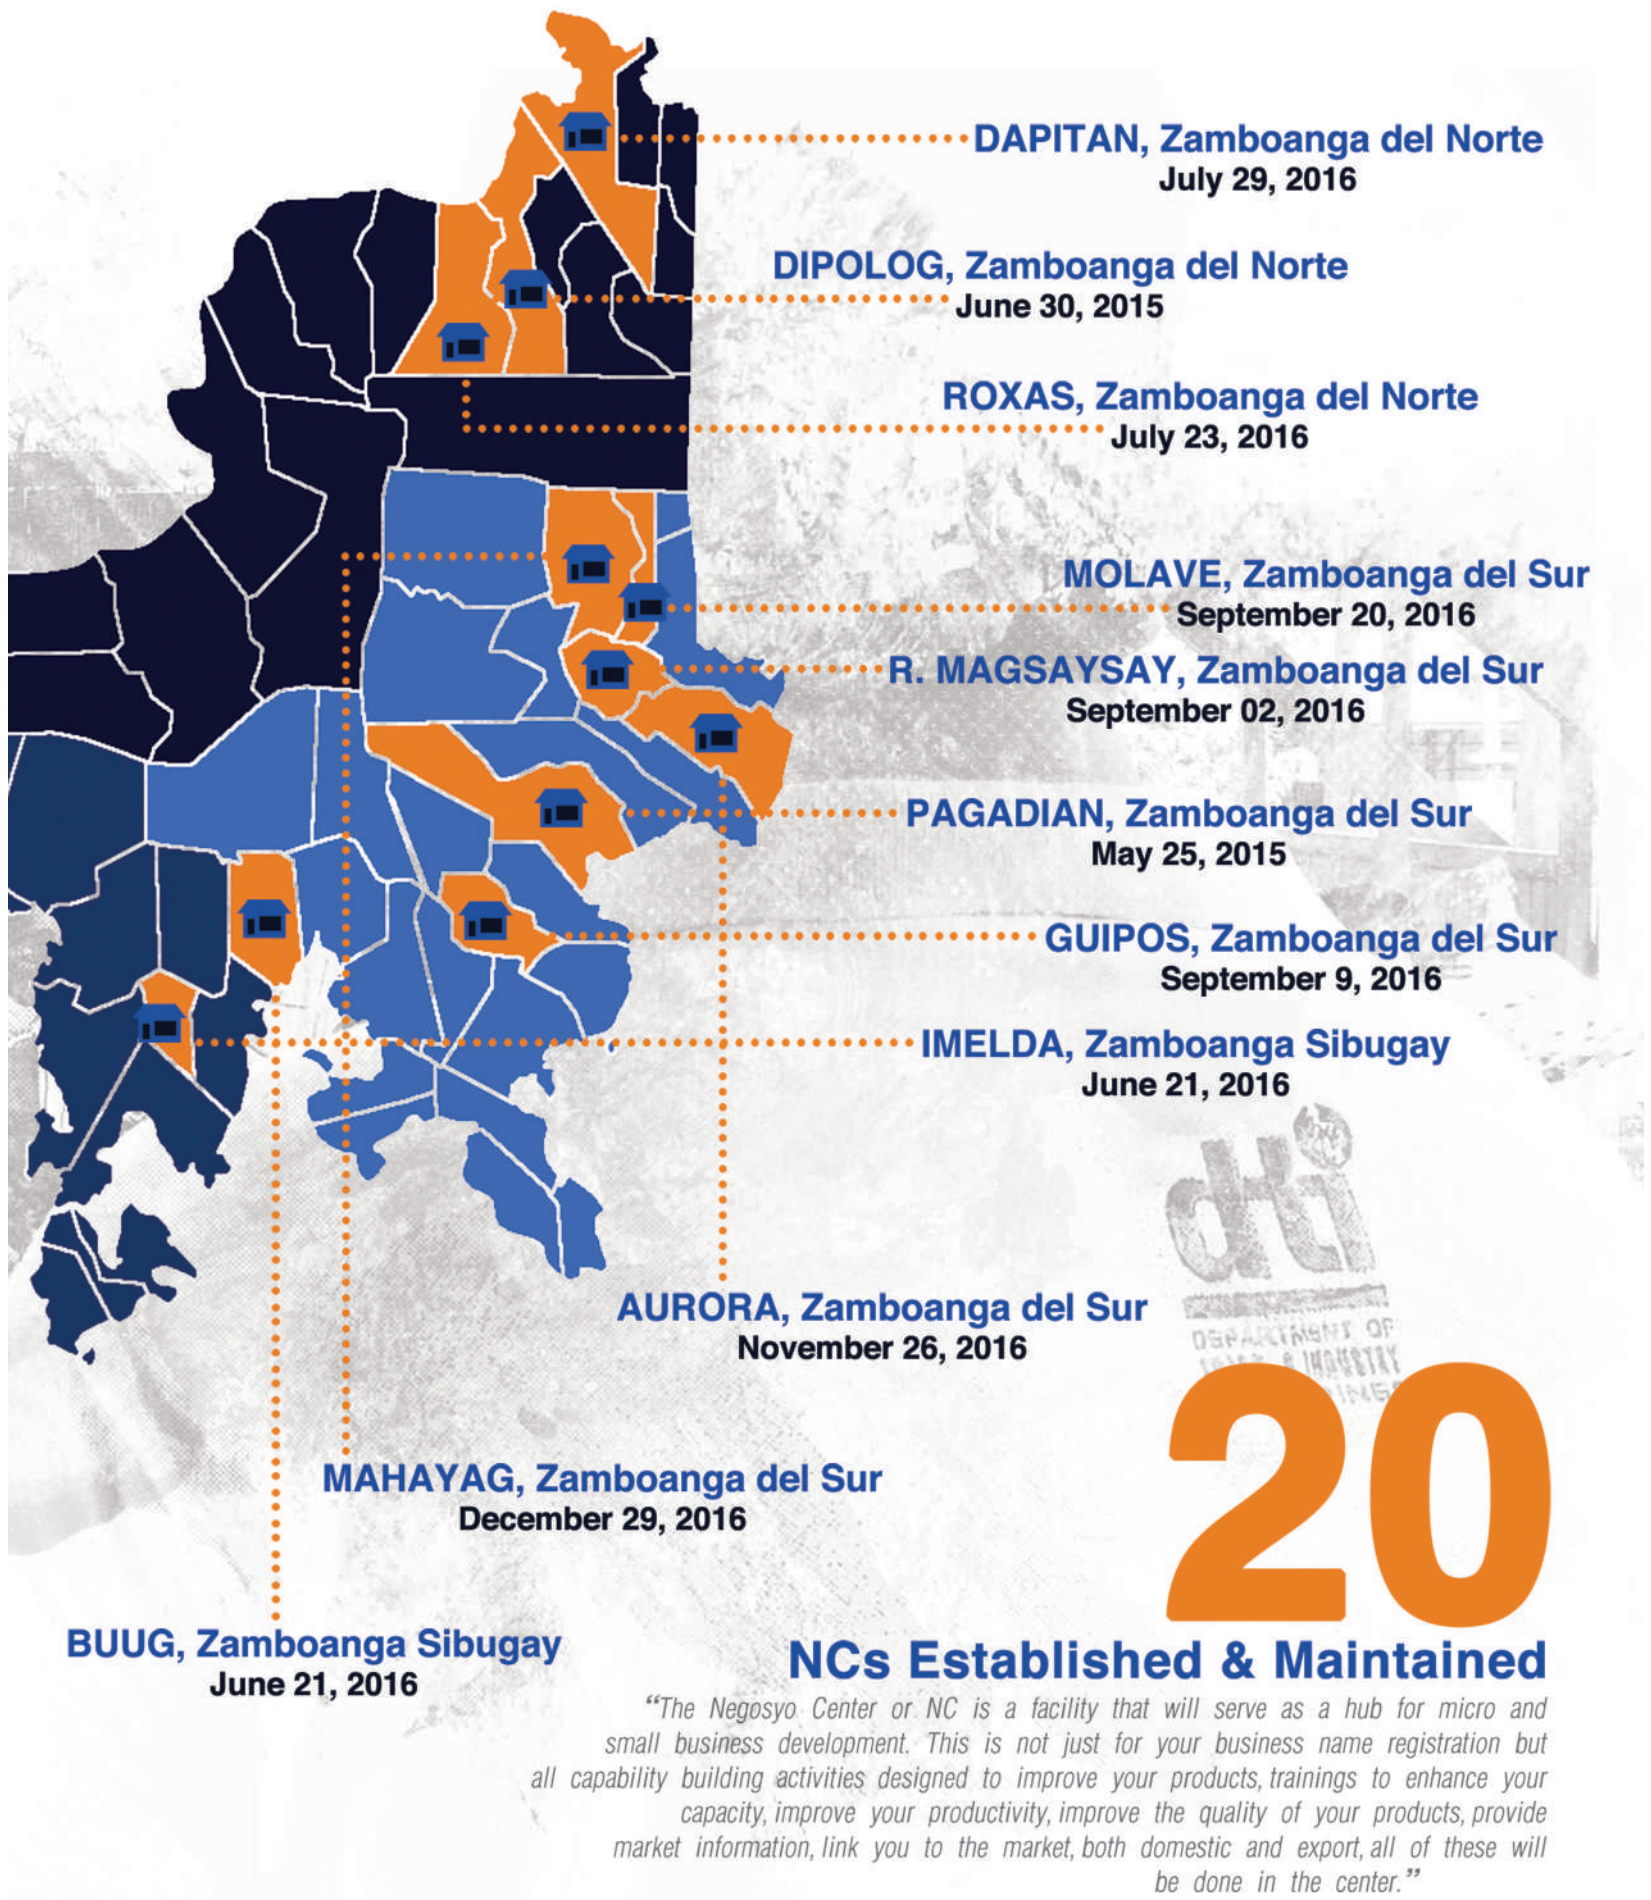 DAPITAN, Zamboanga del Norte
July 29, 2016
DIPOLOG, Zamboanga del Norte
June 30, 2015
ROXAS, Zamboanga del Norte
July 23, 2016
MOLAVE, Zamboanga del Sur
September 20, 2016
R. MAGSAYSAY, Zamboanga del Sur
September 02, 2016
PAGADIAN, Zamboanga del Sur
May 25, 2015
GUIPOS, Zamboanga del Sur
September 9, 2016
IMELDA, Zamboanga Sibugay
June 21, 2016
dti
DEPARTMENT OF
AURORA, Zamboanga del Sur
November 26, 2016
MAHAYAG, Zamboanga del Sur
December 29, 2016
BUUG, Zamboanga Sibugay
June 21, 2016
20
NCs Established & Maintained
“The Negosyo Center or NC is a facility that will serve as a hub for micro and
small business development. This is not just for your business name registration but
all capability building activities designed to improve your products, trainings to enhance your
capacity, improve your productivity, improve the quality of your products, provide
market information, link you to the market, both domestic and export, all of these will
be done in the center.”